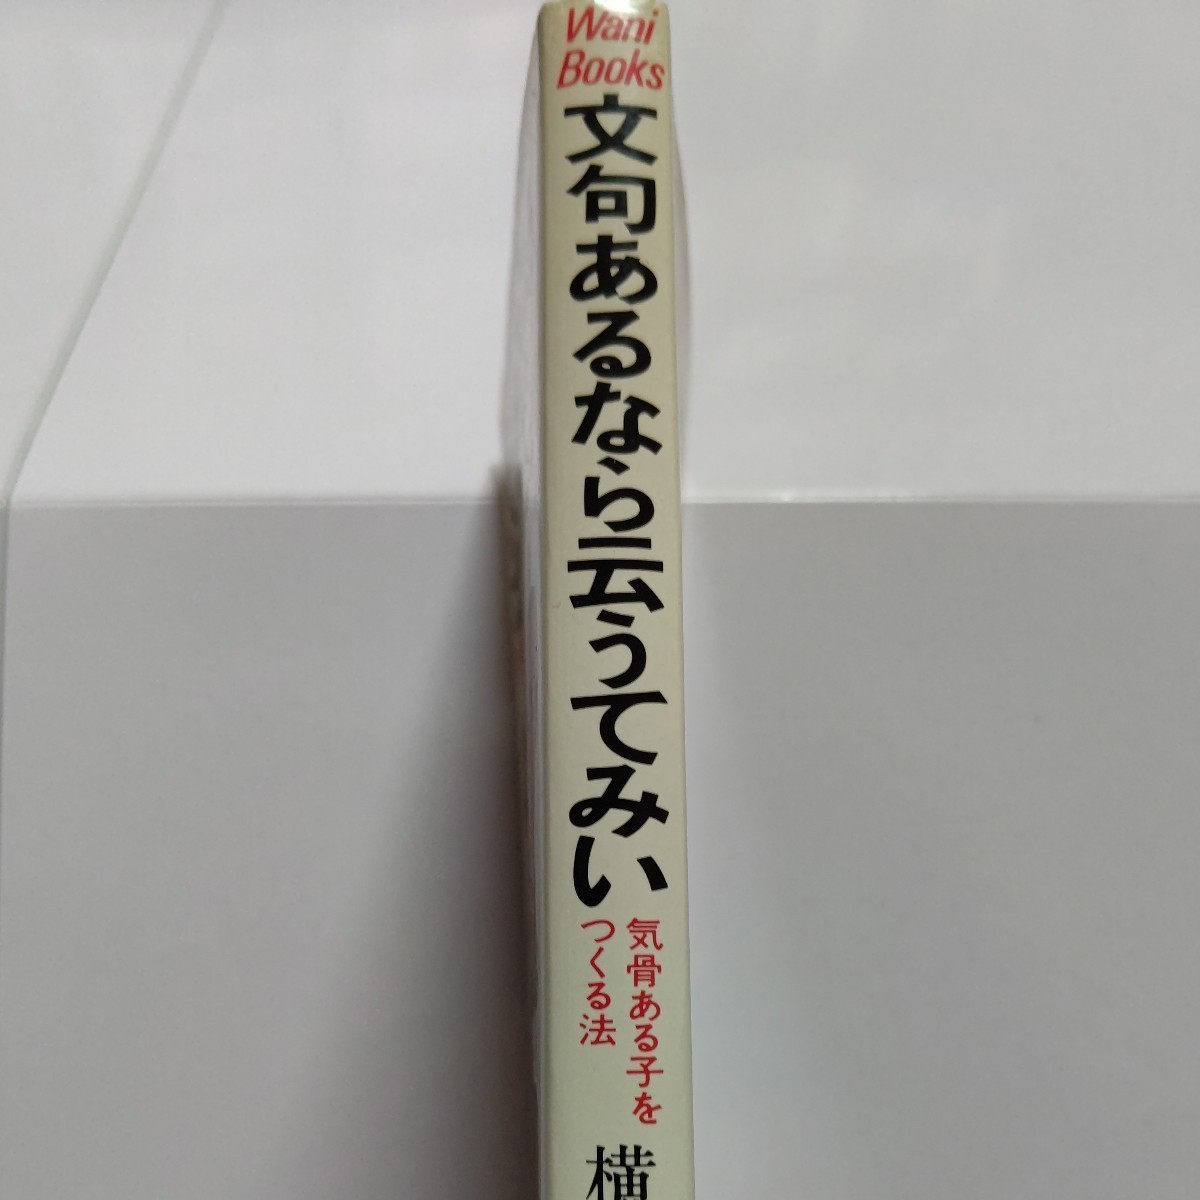 Wani
Books
文句あるなら云うてみい
気骨ある子を
つくる法
横